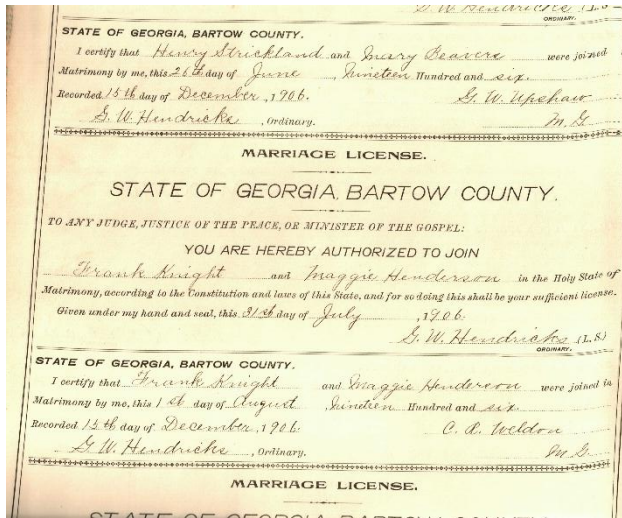 G. W. Hendricks (L. S.)
ORDINARY.
STATE OF GEORGIA, BARTOW COUNTY.
I certify that Henry Strickland and Mary Beavers were joined
Matrimony by me, this 26th day of June , Nineteen Hundred and six.
Recorded 15th day of December, 1906. G. W. Upshaw
G. W. Hendricks , Ordinary. M. G.
MARRIAGE LICENSE.
STATE OF GEORGIA, BARTOW COUNTY.
TO ANY JUDGE, JUSTICE OF THE PEACE, OR MINISTER OF THE GOSPEL:
YOU ARE HEREBY AUTHORIZED TO JOIN
Frank Knight and Maggie Henderson in the Holy State of
Matrimony, according to the Constitution and laws of this State, and for so doing this shall be your sufficient license.
Given under my hand and seal, this 31st day of July , 1906.
G. W. Hendricks (L. S.)
ORDINARY.
STATE OF GEORGIA, BARTOW COUNTY.
I certify that Frank Knight and Maggie Henderson were joined in
Matrimony by me, this 1st day of August , Nineteen Hundred and six.
Recorded 15th day of December, 1906. C. R. Weldon
G. W. Hendricks , Ordinary. M G
MARRIAGE LICENSE.
STATE OF GEORGIA, BARTOW COUNTY.